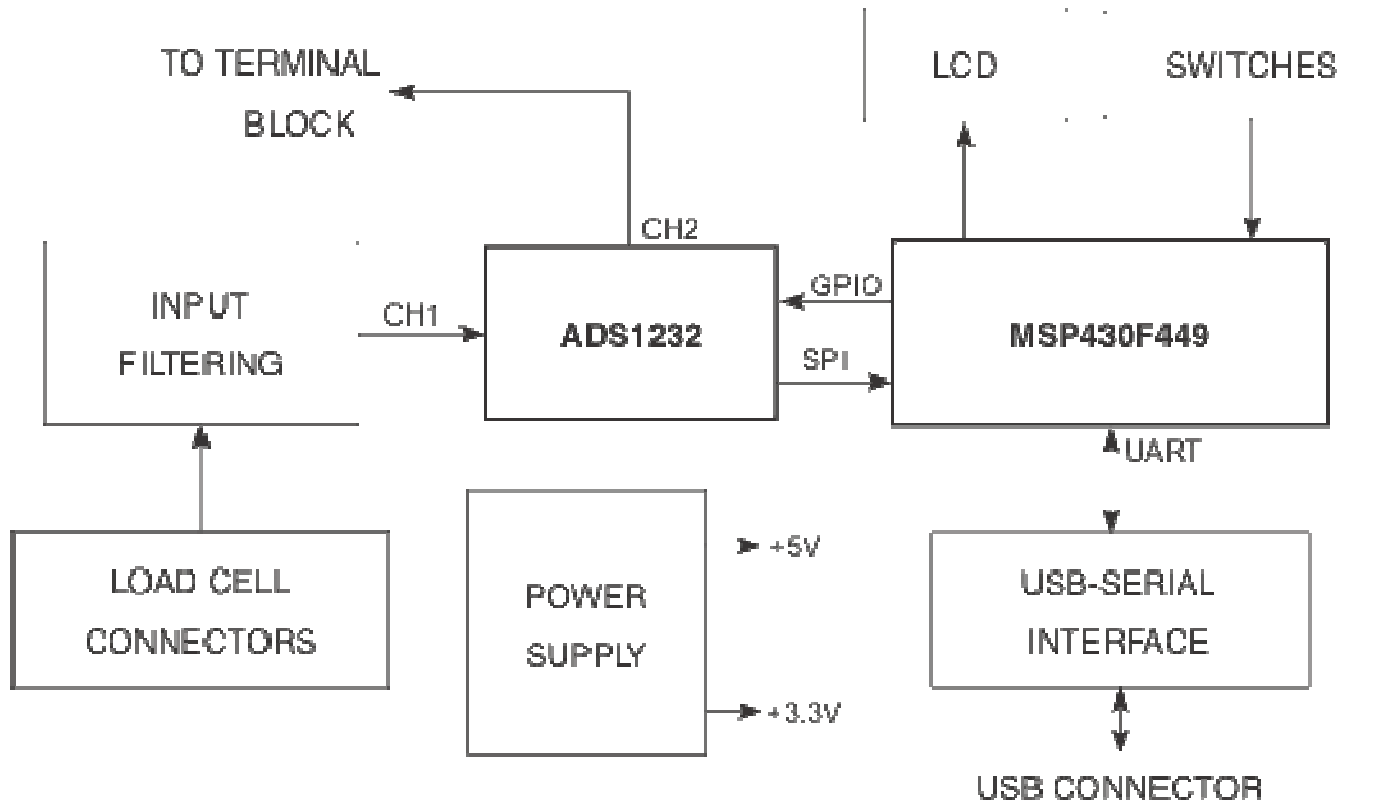 TO TERMINAL
BLOCK
LCD
SWITCHES
CH2
INPUT
FILTERING
CH1
ADS1232
GPIO
SPI
MSP430F449
UART
LOAD CELL
CONNECTORS
POWER
SUPPLY
+5V
+3.3V
USB-SERIAL
INTERFACE
USB CONNECTOR